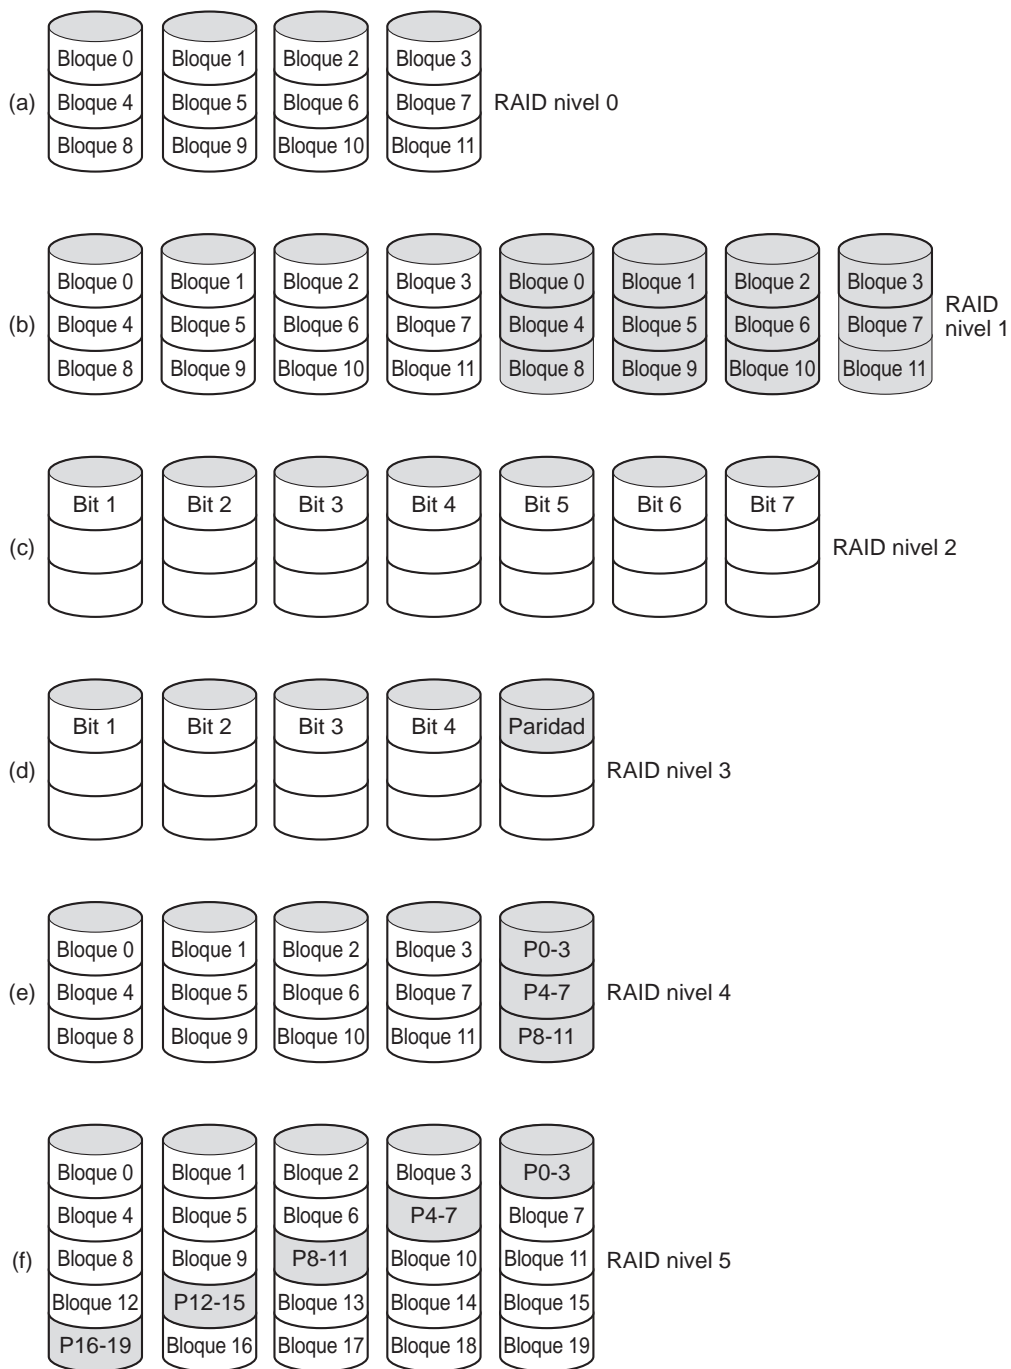 Bloque 0 Bloque 1 Bloque 2 Bloque 3
(a) Bloque 4 Bloque 5 Bloque 6 Bloque 7 RAID nivel 0
Bloque 8 Bloque 9 Bloque 10 Bloque 11
Bloque 0 Bloque 1 Bloque 2 Bloque 3 Bloque 0 Bloque 1 Bloque 2 Bloque 3
(b) Bloque 4 Bloque 5 Bloque 6 Bloque 7 Bloque 4 Bloque 5 Bloque 6 Bloque 7 RAID nivel 1
Bloque 8 Bloque 9 Bloque 10 Bloque 11 Bloque 8 Bloque 9 Bloque 10 Bloque 11
Bit 1 Bit 2 Bit 3 Bit 4 Bit 5 Bit 6 Bit 7
(c) RAID nivel 2
Bit 1 Bit 2 Bit 3 Bit 4 Paridad
(d) RAID nivel 3
Bloque 0 Bloque 1 Bloque 2 Bloque 3 P0-3
(e) Bloque 4 Bloque 5 Bloque 6 Bloque 7 P4-7 RAID nivel 4
Bloque 8 Bloque 9 Bloque 10 Bloque 11 P8-11
Bloque 0 Bloque 1 Bloque 2 Bloque 3 P0-3
Bloque 4 Bloque 5 Bloque 6 P4-7 Bloque 7
(f) Bloque 8 Bloque 9 P8-11 Bloque 10 Bloque 11 RAID nivel 5
Bloque 12 P12-15 Bloque 13 Bloque 14 Bloque 15
P16-19 Bloque 16 Bloque 17 Bloque 18 Bloque 19